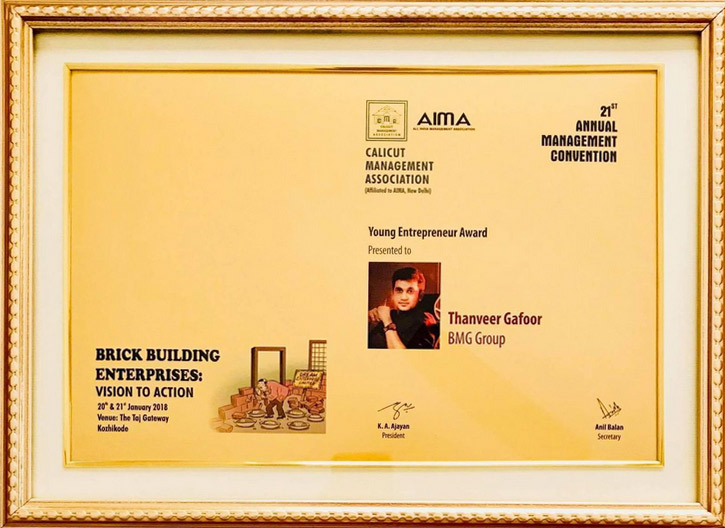 CALICUT
MANAGEMENT
ASSOCIATION
AIMA
ALL INDIA MANAGEMENT ASSOCIATION
CALICUT
MANAGEMENT
ASSOCIATION
(Affiliated to AIMA, New Delhi)
21ST
ANNUAL
MANAGEMENT
CONVENTION
Young Entrepreneur Award
Presented to
Thanveer Gafoor
BMG Group
BRICK BUILDING
ENTERPRISES:
VISION TO ACTION
20th & 21st January 2018
Venue: The Taj Gateway
Kozhikode
DREAM
LIMITED
K. A. Ajayan
President
Anil Balan
Secretary